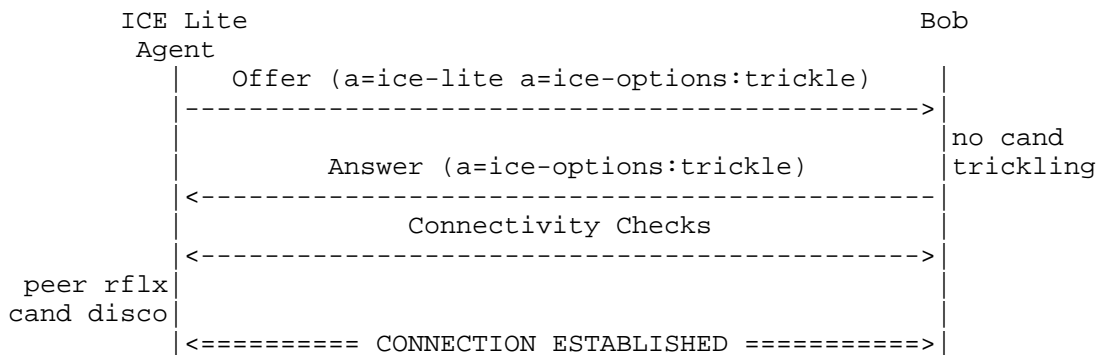 ICE Lite Bob
Agent
| Offer (a=ice-lite a=ice-options:trickle) |
|---------------------------------------------->|
| |no cand
| Answer (a=ice-options:trickle) |trickling
|<----------------------------------------------|
| Connectivity Checks |
|<--------------------------------------------->|
peer rflx| |
cand disco| |
|<========== CONNECTION ESTABLISHED ===========>|